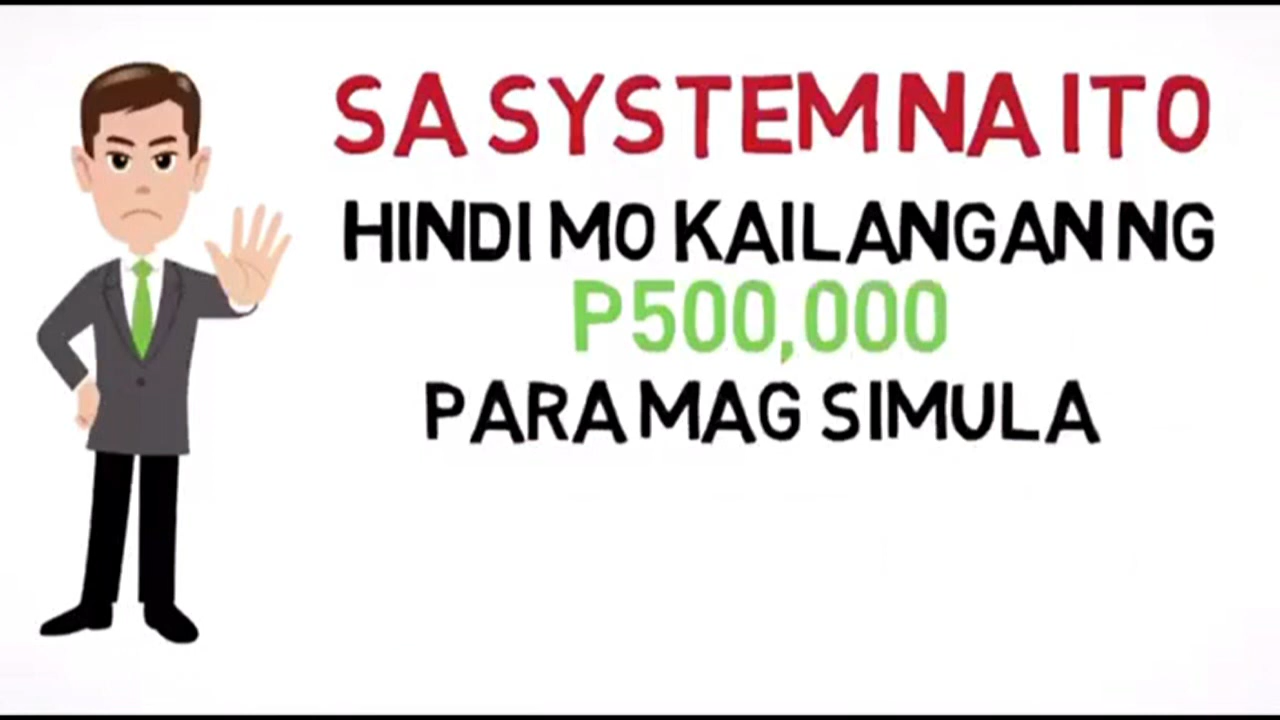 SA SYSTEM NA ITO
HINDI MO KAILANGAN NG
P500,000
PARA MAG SIMULA